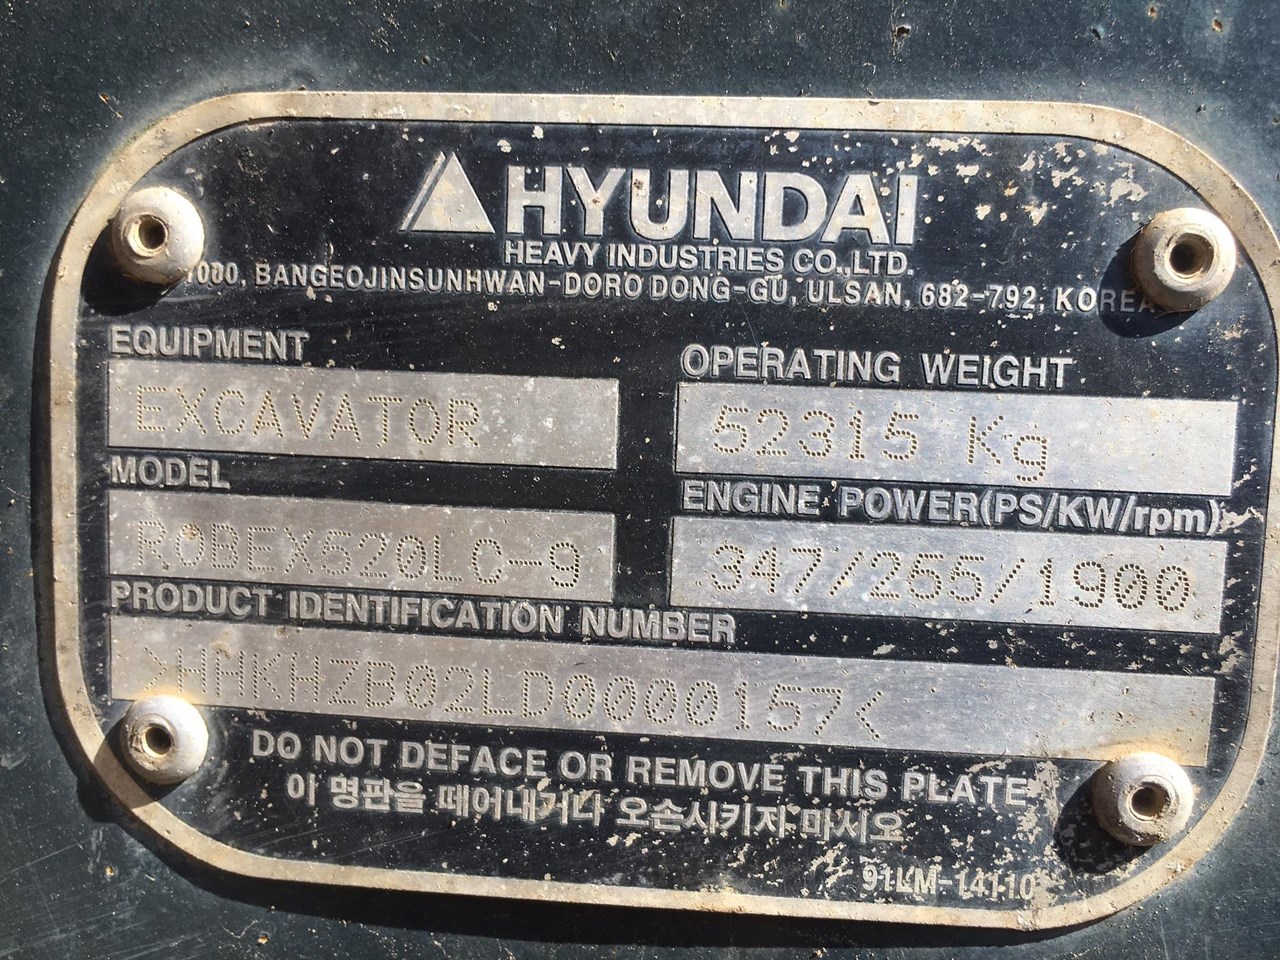 HYUNDAI
HEAVY INDUSTRIES CO.,LTD.
1000, BANGEOJINSUNHWAN-DORO DONG-GU, ULSAN, 682-792, KOREA
EQUIPMENT
EXCAVATOR
OPERATING WEIGHT
52315 Kg
MODEL
ROBEX520LC-9
ENGINE POWER(PS/KW/rpm)
347/255/1900
PRODUCT IDENTIFICATION NUMBER
>HHKHZB02LD0000157<
DO NOT DEFACE OR REMOVE THIS PLATE
이 명판을 떼어내거나 오손시키지 마시오
91LM-14110